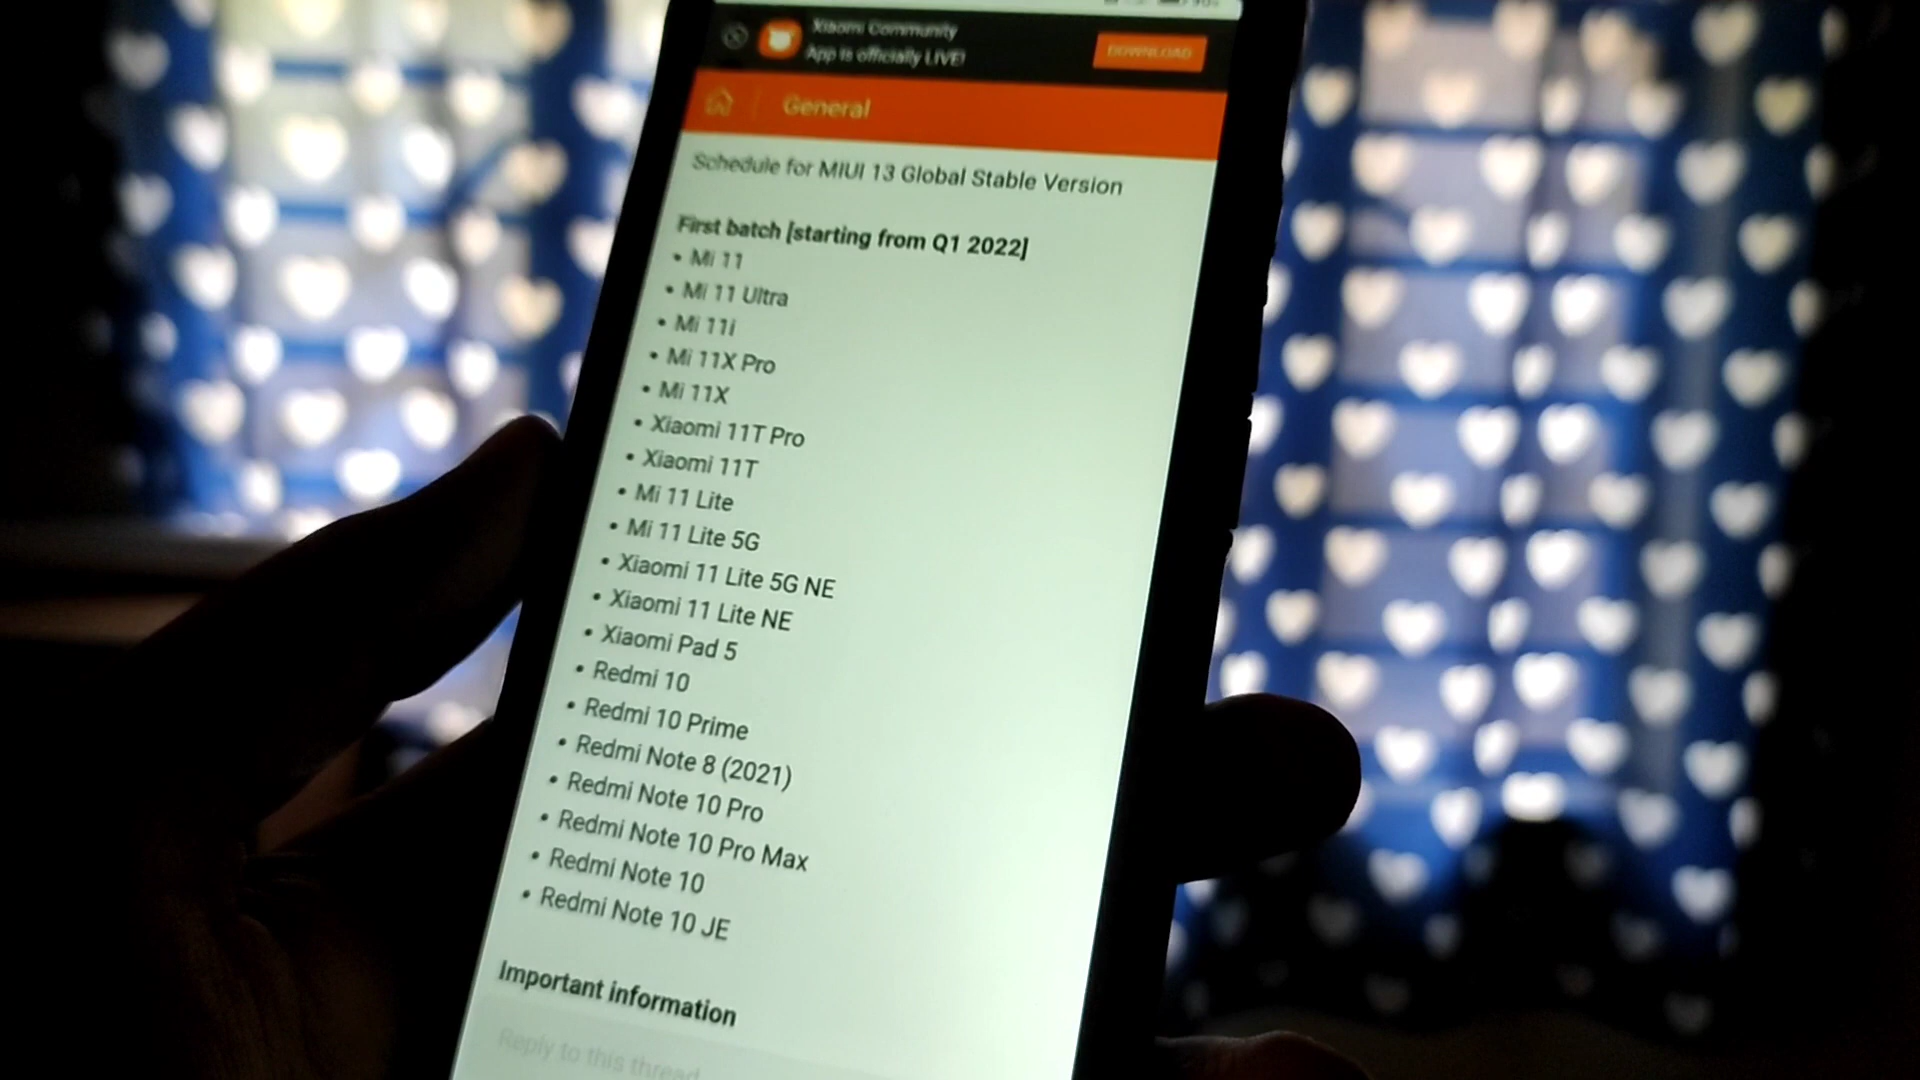 Xiaomi Community
App is officially LIVE!
DOWNLOAD
General
Schedule for MIUI 13 Global Stable Version
First batch [starting from Q1 2022]
• Mi 11
• Mi 11 Ultra
• Mi 11i
• Mi 11X Pro
• Mi 11X
• Xiaomi 11T Pro
• Xiaomi 11T
• Mi 11 Lite
• Mi 11 Lite 5G
• Xiaomi 11 Lite 5G NE
• Xiaomi 11 Lite NE
• Xiaomi Pad 5
• Redmi 10
• Redmi 10 Prime
• Redmi Note 8 (2021)
• Redmi Note 10 Pro
• Redmi Note 10 Pro Max
• Redmi Note 10
• Redmi Note 10 JE
Important information
Reply to this thread